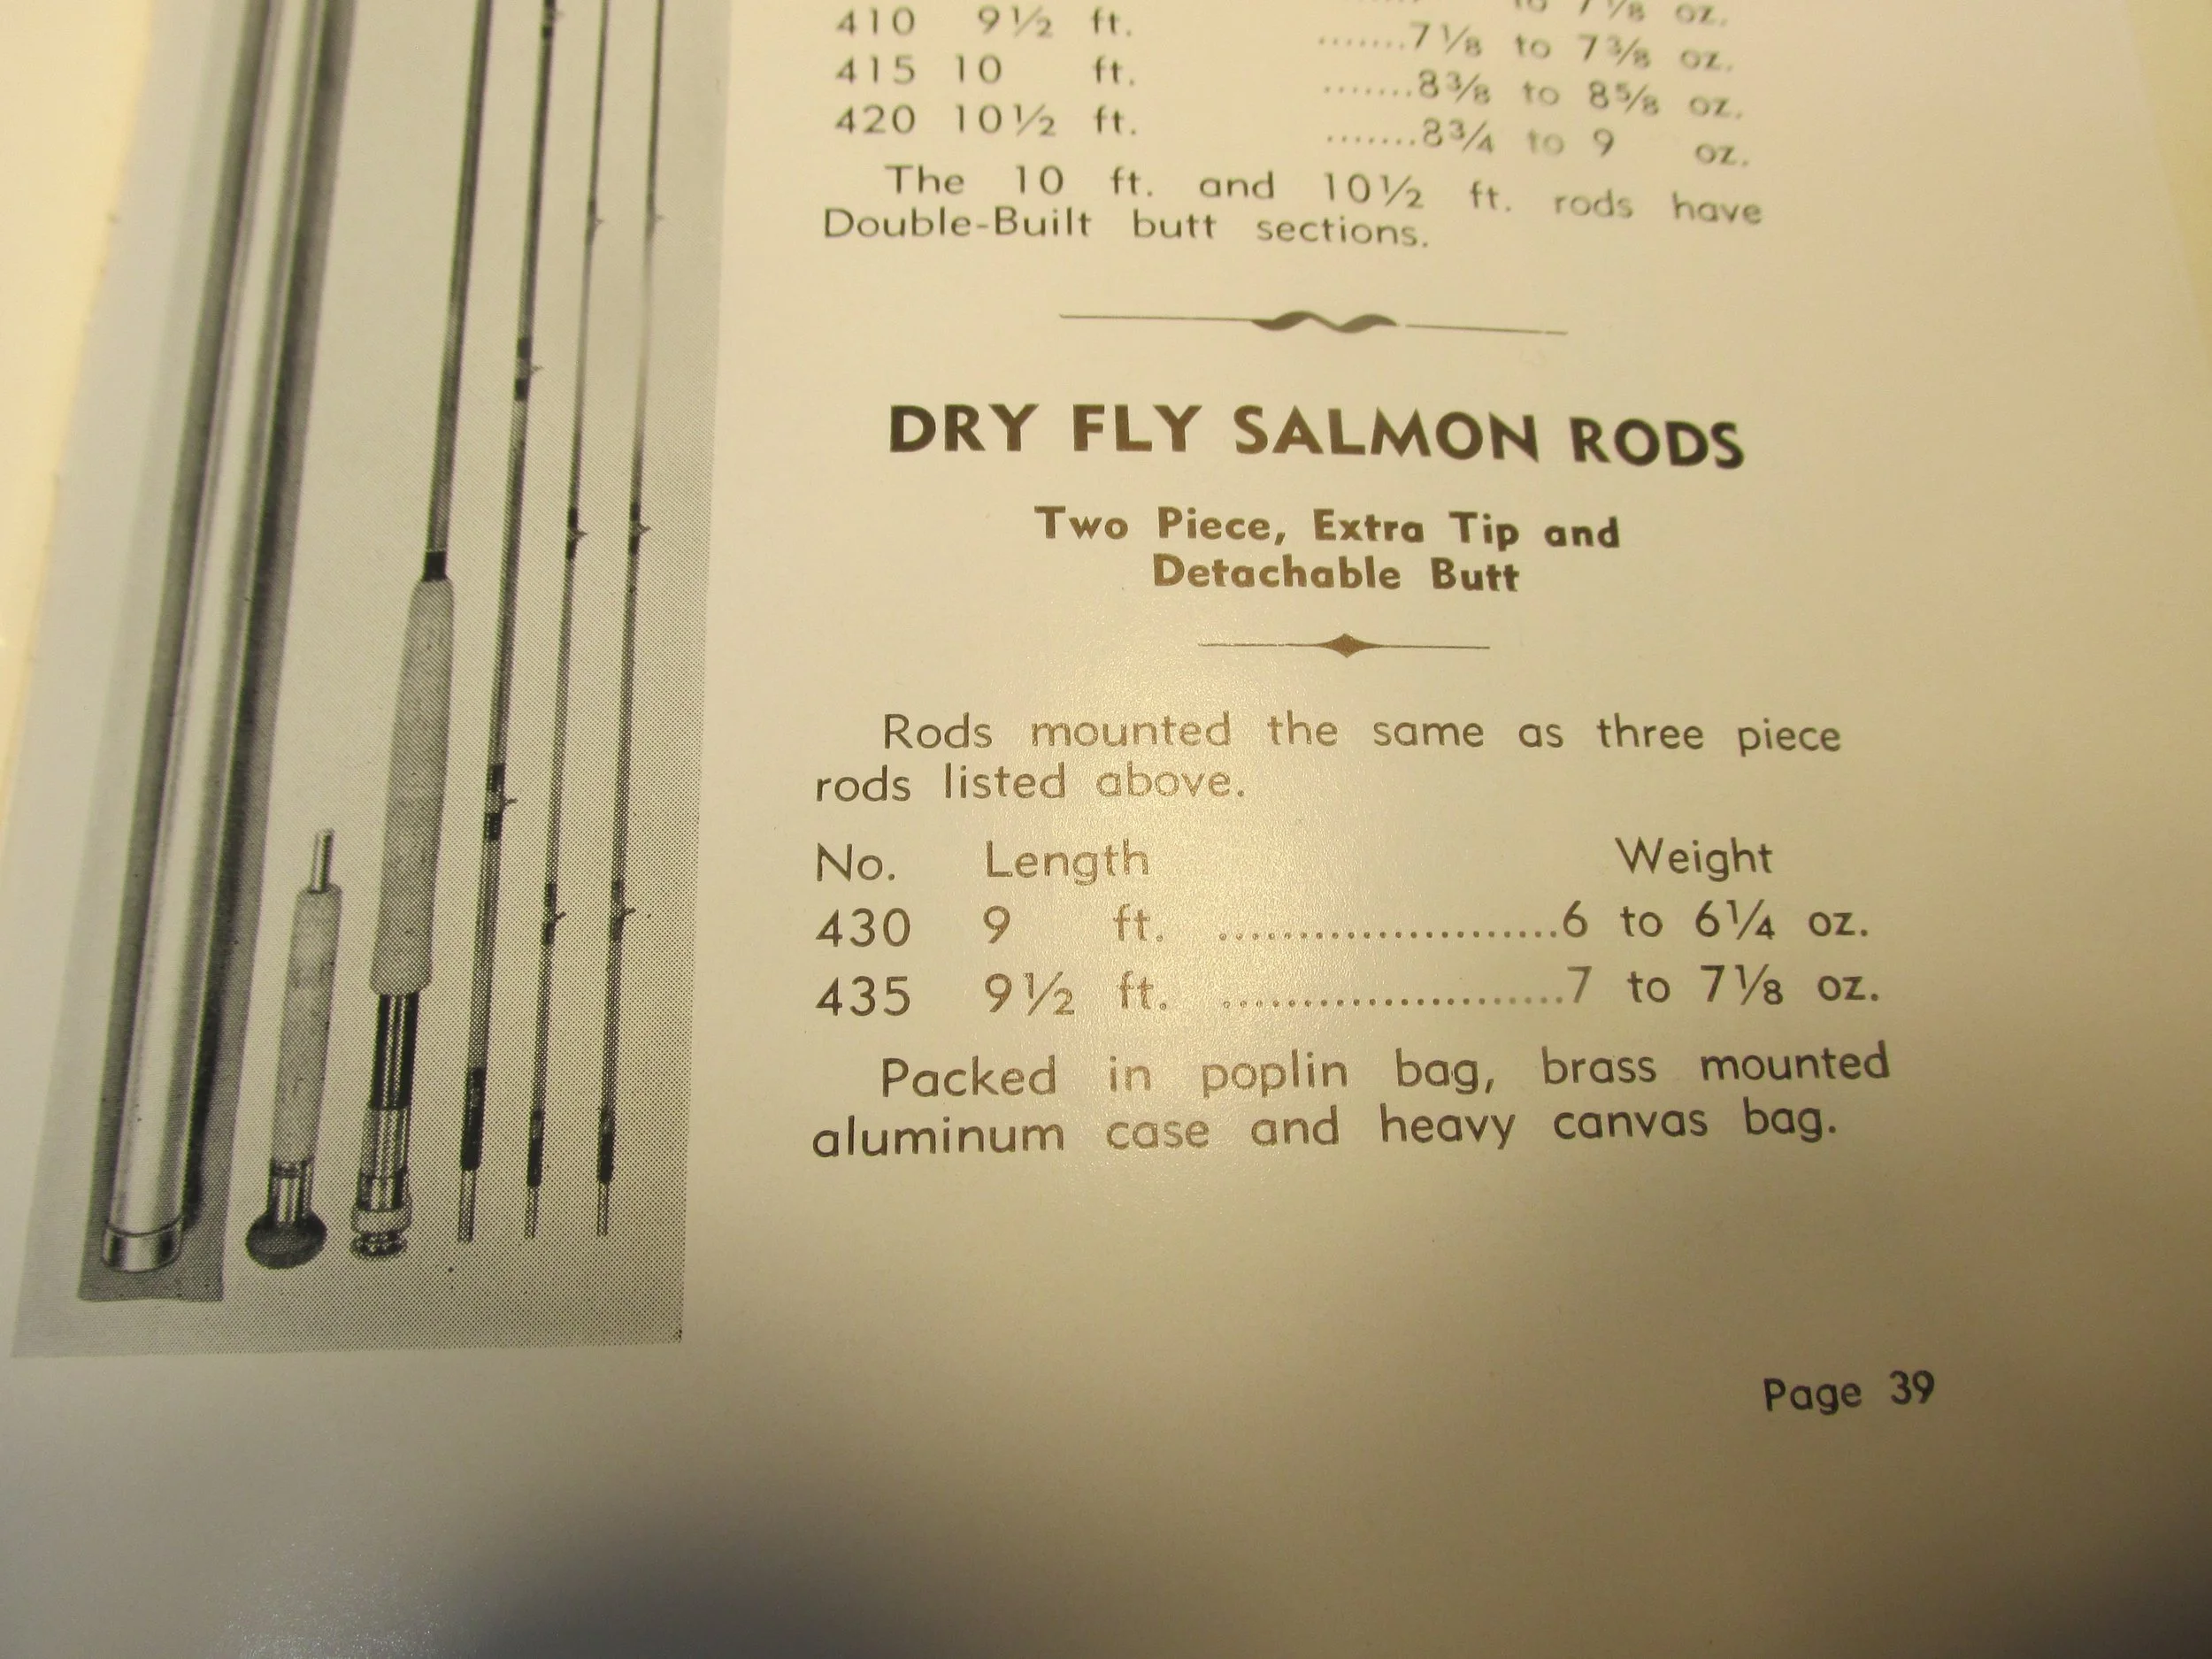 to 7⅛ oz.
410 9½ ft. .......7⅛ to 7⅜ oz.
415 10 ft. .......8⅜ to 8⅝ oz.
420 10½ ft. .......8¾ to 9 oz.
The 10 ft. and 10½ ft. rods have
Double-Built butt sections.
DRY FLY SALMON RODS
Two Piece, Extra Tip and
Detachable Butt
Rods mounted the same as three piece
rods listed above.
No. Length Weight
430 9 ft. .......................6 to 6¼ oz.
435 9½ ft. .......................7 to 7⅛ oz.
Packed in poplin bag, brass mounted
aluminum case and heavy canvas bag.
Page 39